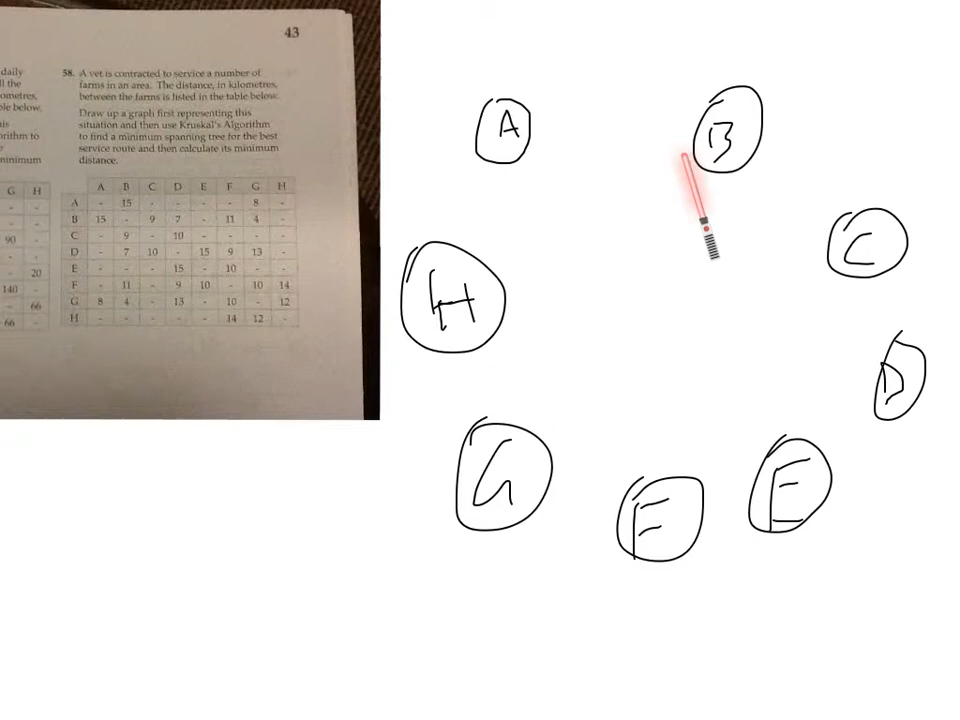 43
daily
ll the
ometres,
ble below.
his
orithm to
minimum
G H
- -
- -
90 -
- -
- 20
140 -
- 66
66 -
58. A vet is contracted to service a number of
farms in an area. The distance, in kilometres,
between the farms is listed in the table below.
Draw up a graph first representing this
situation and then use Kruskal's Algorithm
to find a minimum spanning tree for the best
service route and then calculate its minimum
distance.
A B C D E F G H
A - 15 - - - - 8 -
B 15 - 9 7 - 11 4 -
C - 9 - 10 - - - -
D - 7 10 - 15 9 13 -
E - - - 15 - 10 - -
F - 11 - 9 10 - 10 14
G 8 4 - 13 - 10 - 12
H - - - - - 14 12 -
A
B
C
H
D
G
F
E